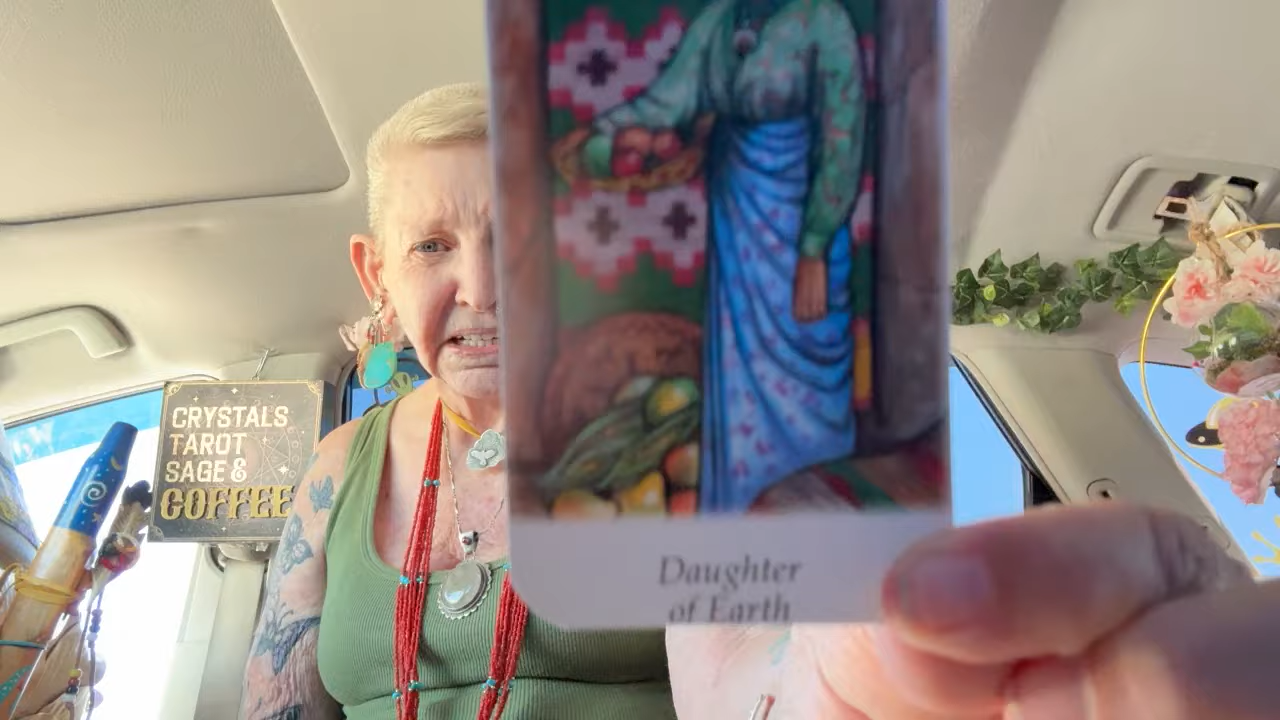 CRYSTALS
TAROT
SAGE &
COFFEE
Daughter
of Earth